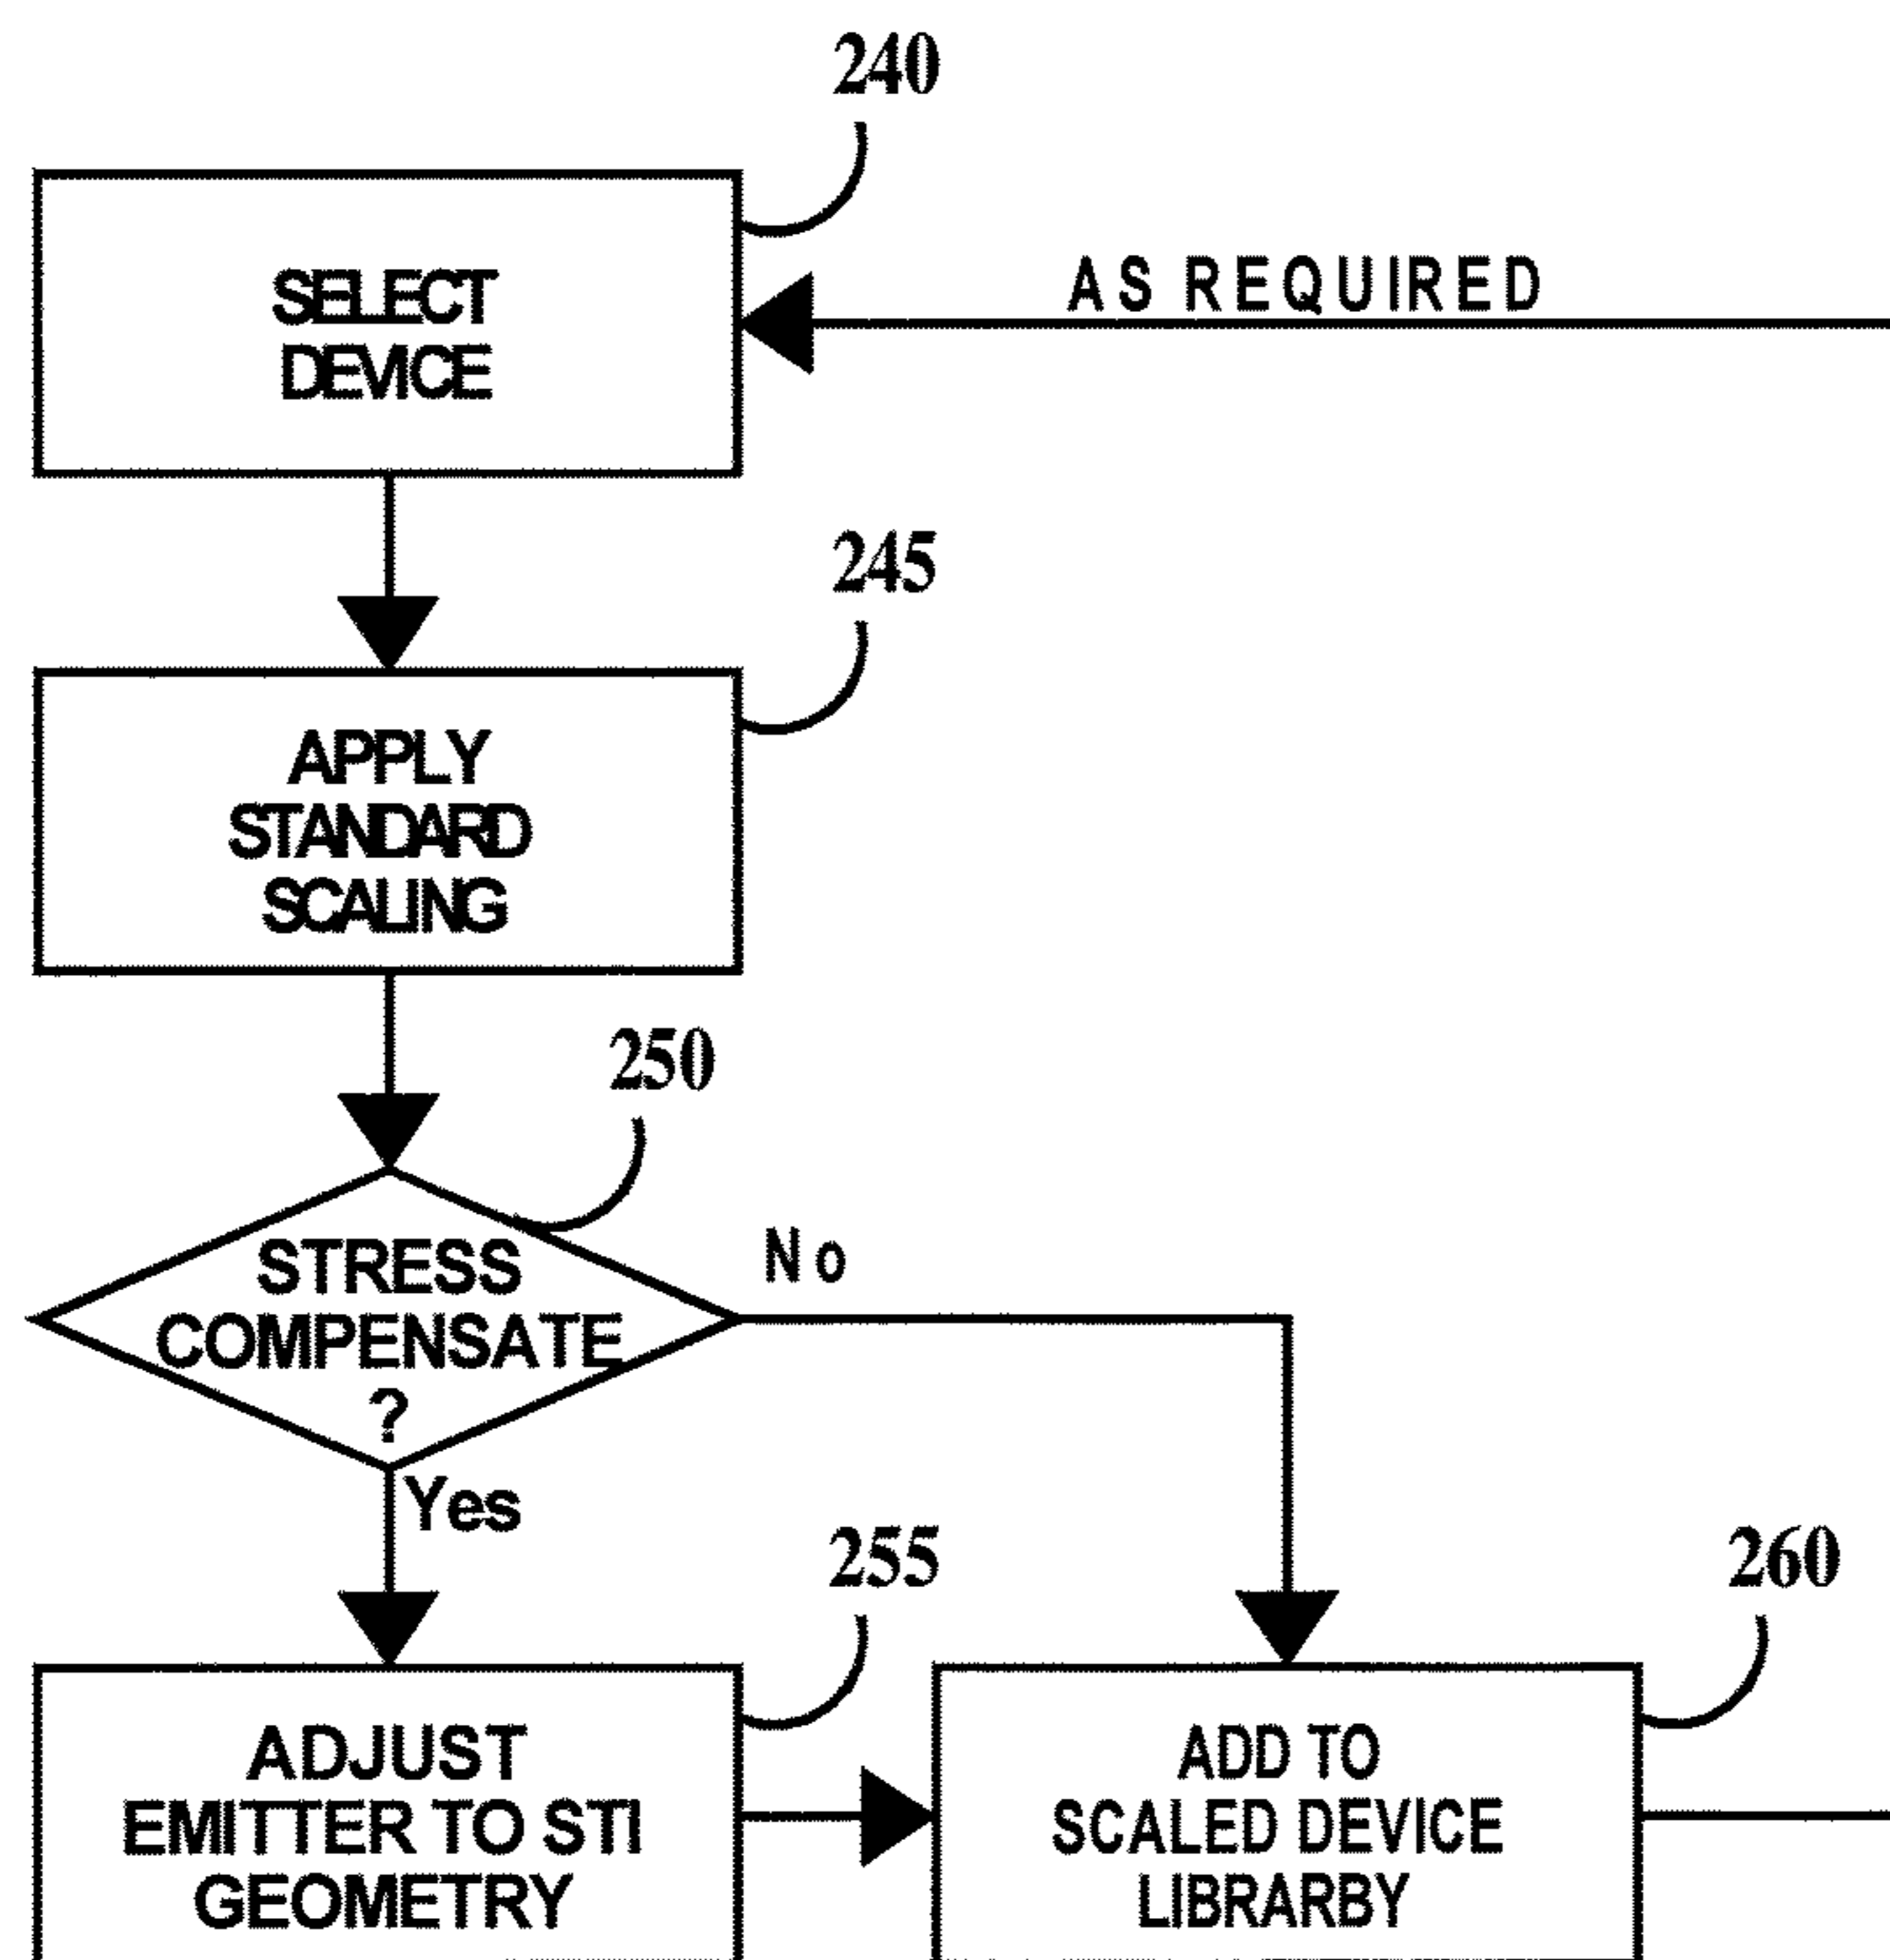 240
SELECT
DEVICE
AS REQUIRED
245
APPLY
STANDARD
SCALING
250
STRESS
COMPENSATE
?
No
Yes
255
ADJUST
EMITTER TO STI
GEOMETRY
260
ADD TO
SCALED DEVICE
LIBRARBY